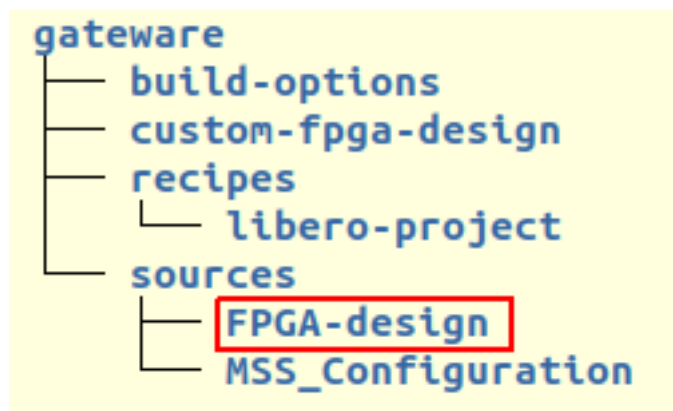 gateware
build-options
custom-fpga-design
recipes
libero-project
sources
FPGA-design
MSS_Configuration